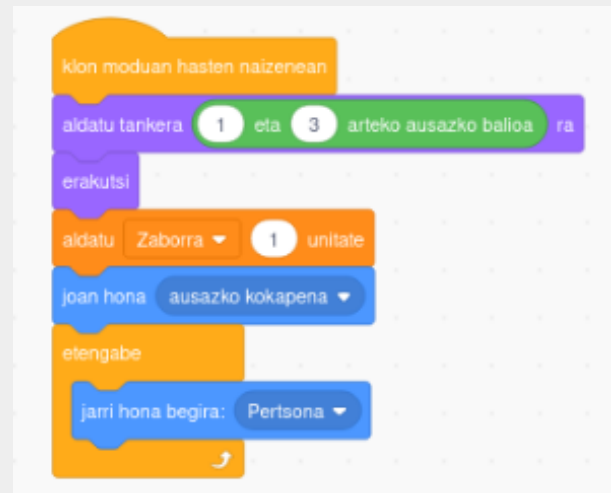 klon moduan hasten naizenean
aldatu tankera 1 eta 3 arteko ausazko balioa ra
erakutsi
aldatu Zaborra 1 unitate
joan hona ausazko kokapena
etengabe
jarri hona begira: Pertsona